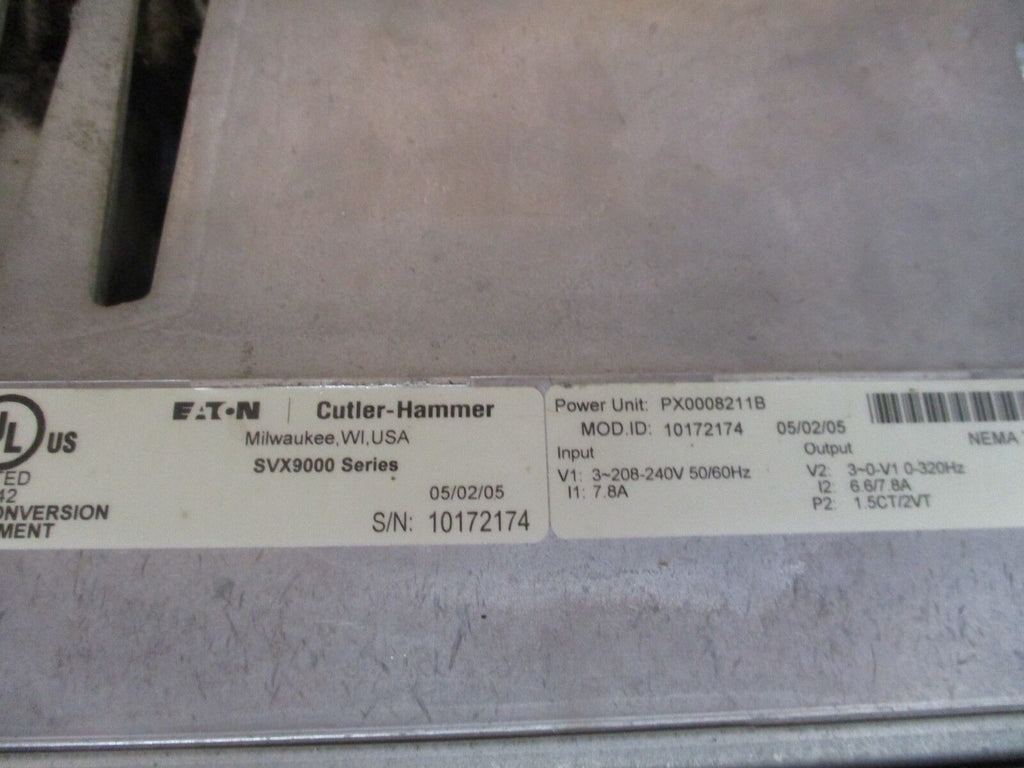 UL US
TED
42
ONVERSION
MENT
EATON | Cutler-Hammer
Milwaukee,WI,USA
SVX9000 Series
05/02/05
S/N: 10172174
Power Unit: PX0008211B
MOD.ID: 10172174 05/02/05
NEMA
Input
V1: 3~208-240V 50/60Hz
I1: 7.8A
Output
V2: 3~0-V1 0-320Hz
I2: 6.6/7.8A
P2: 1.5CT/2VT